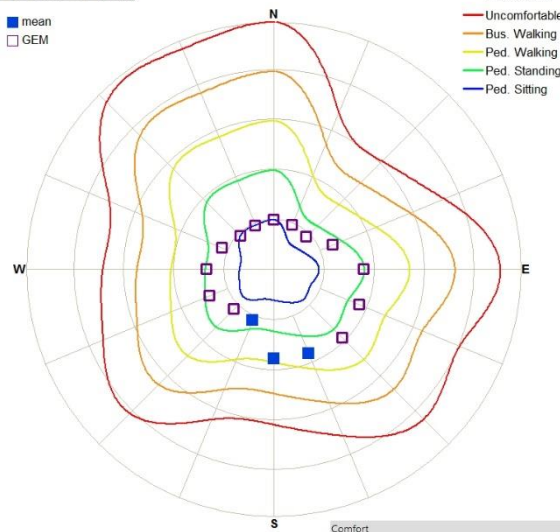 mean
GEM
N
Uncomfortable
Bus. Walking
Ped. Walking
Ped. Standing
Ped. Sitting
W
E
S
Comfort